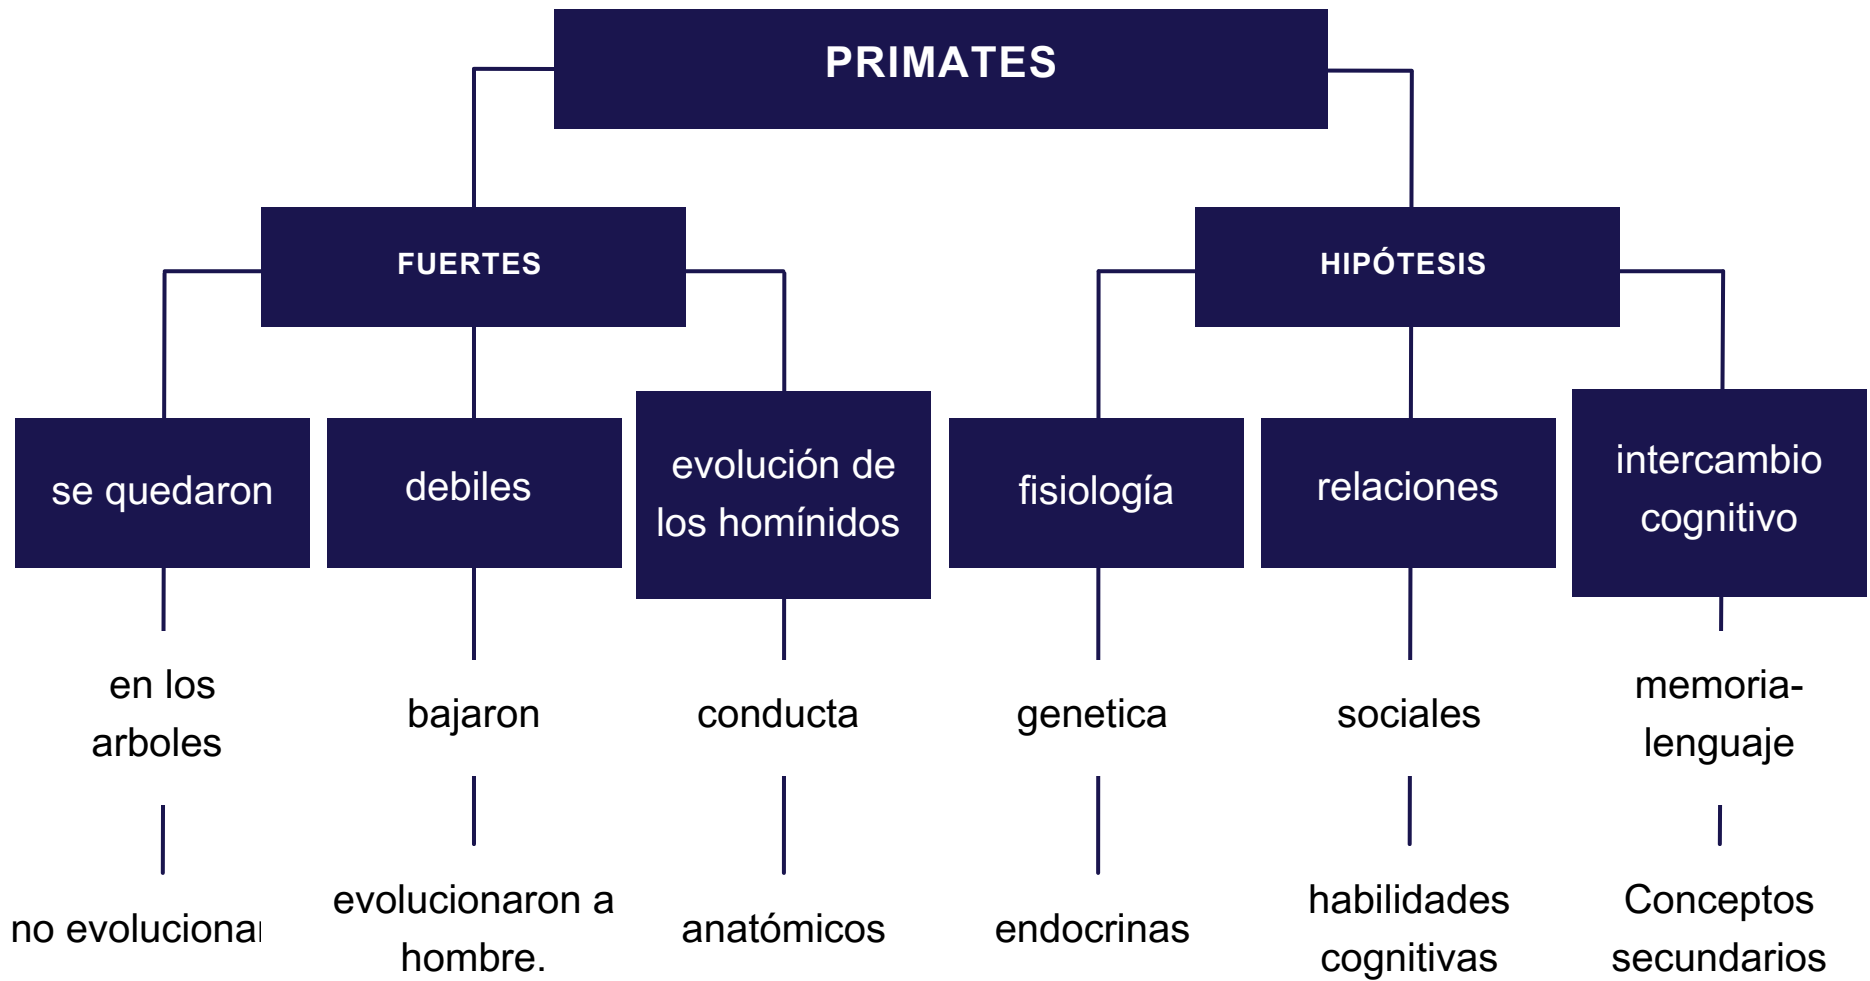 PRIMATES
FUERTES
HIPÓTESIS
se quedaron
debiles
evolución de
los homínidos
fisiología
relaciones
intercambio
cognitivo
en los
arboles
bajaron
conducta
genetica
sociales
memoria-
lenguaje
no
evolucionaron a
hombre.
anatómicos
endocrinas
habilidades
cognitivas
Conceptos
secundarios